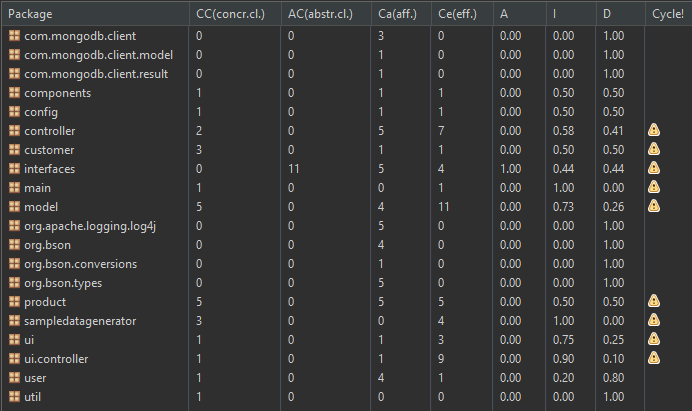 Package CC(concr.cl.) AC(abstr.cl.) Ca(aff.) Ce(eff.) A I D Cycle!
com.mongodb.client 0 0 3 0 0.00 0.00 1.00
com.mongodb.client.model 0 0 1 0 0.00 0.00 1.00
com.mongodb.client.result 0 0 1 0 0.00 0.00 1.00
components 1 0 1 1 0.00 0.50 0.50
config 1 0 1 1 0.00 0.50 0.50
controller 2 0 5 7 0.00 0.58 0.41
customer 3 0 1 1 0.00 0.50 0.50
interfaces 0 11 5 4 1.00 0.44 0.44
main 1 0 0 1 0.00 1.00 0.00
model 5 0 4 11 0.00 0.73 0.26
org.apache.logging.log4j 0 0 5 0 0.00 0.00 1.00
org.bson 0 0 4 0 0.00 0.00 1.00
org.bson.conversions 0 0 1 0 0.00 0.00 1.00
org.bson.types 0 0 5 0 0.00 0.00 1.00
product 5 0 5 5 0.00 0.50 0.50
sampledatagenerator 3 0 0 4 0.00 1.00 0.00
ui 1 0 1 3 0.00 0.75 0.25
ui.controller 1 0 1 9 0.00 0.90 0.10
user 1 0 4 1 0.00 0.20 0.80
util 1 0 0 0 0.00 0.00 1.00